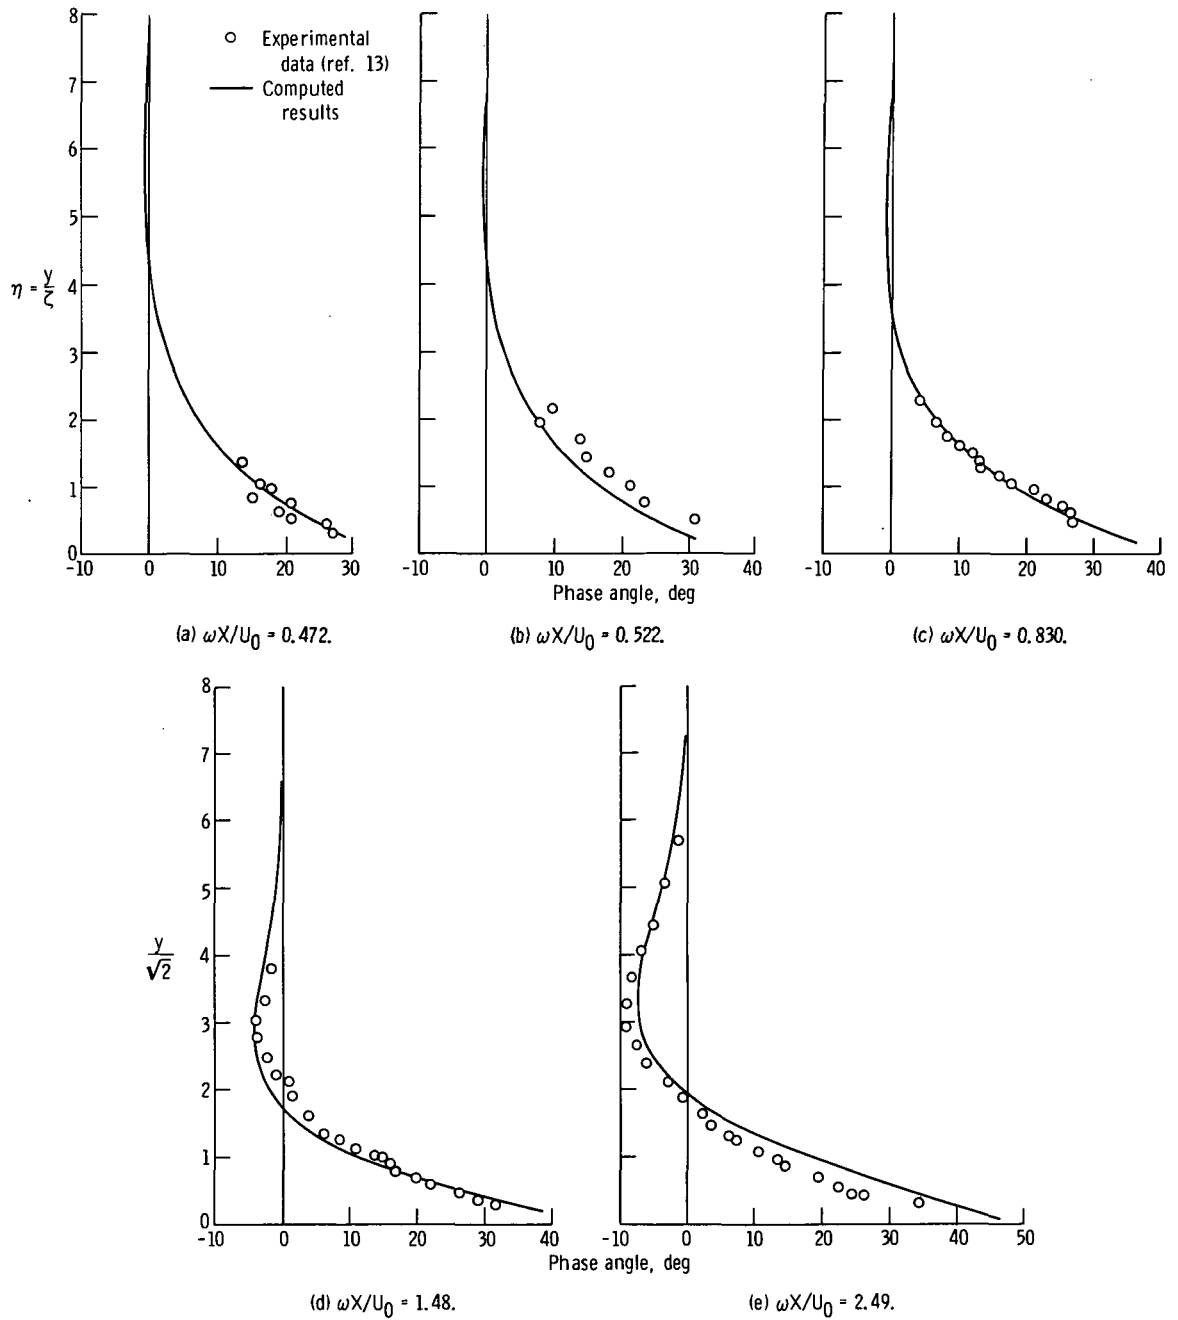 8
7
6
5
4
3
2
1
0
η = y/ζ
○ Experimental
data (ref. 13)
— Computed
results
-10 0 10 20 30
-10 0 10 20 30 40
-10 0 10 20 30 40
Phase angle, deg
(a) ωX/U0 = 0.472.
(b) ωX/U0 = 0.522.
(c) ωX/U0 = 0.830.
8
7
6
5
4
3
2
1
0
y/√2
-10 0 10 20 30 40
-10 0 10 20 30 40 50
Phase angle, deg
(d) ωX/U0 = 1.48.
(e) ωX/U0 = 2.49.